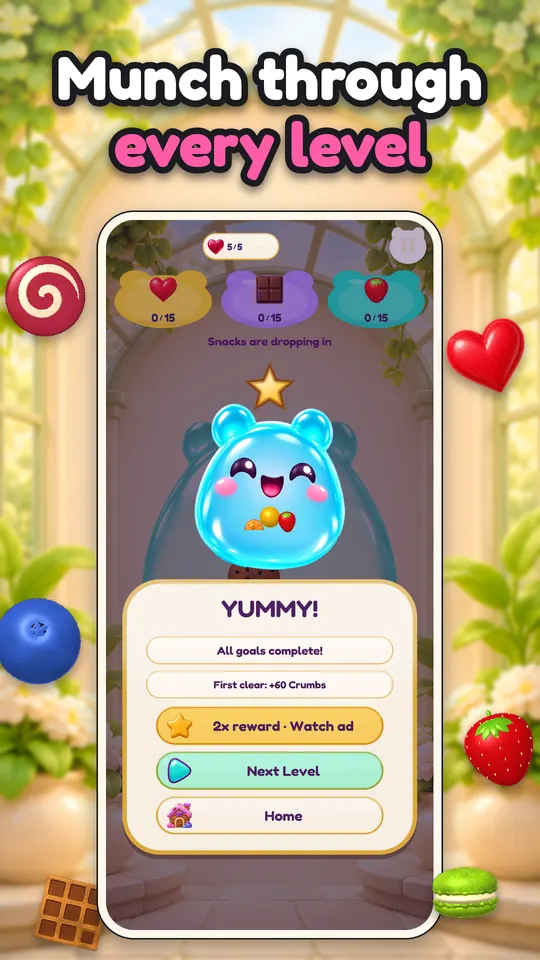 Munch through
every level
5/5
0/15
0/15
0/15
Snacks are dropping in
YUMMY!
All goals complete!
First clear: +60 Crumbs
2x reward · Watch ad
Next Level
Home